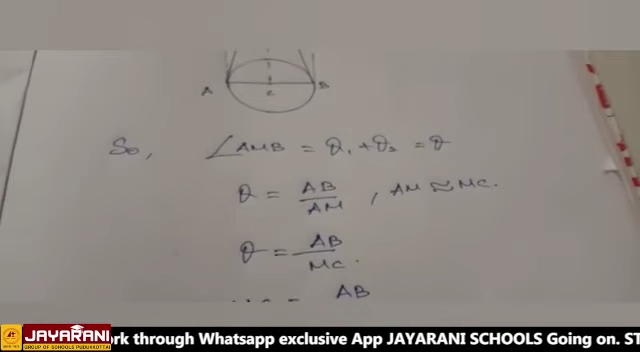 A C B
So, ∠AMB = θ₁ + θ₂ = θ
θ = AB/AM , AM ≈ MC.
θ = AB/MC.
AB
JAYARANI
GROUP OF SCHOOLS PUDUKKOTTAI
rk through Whatsapp exclusive App JAYARANI SCHOOLS Going on. ST